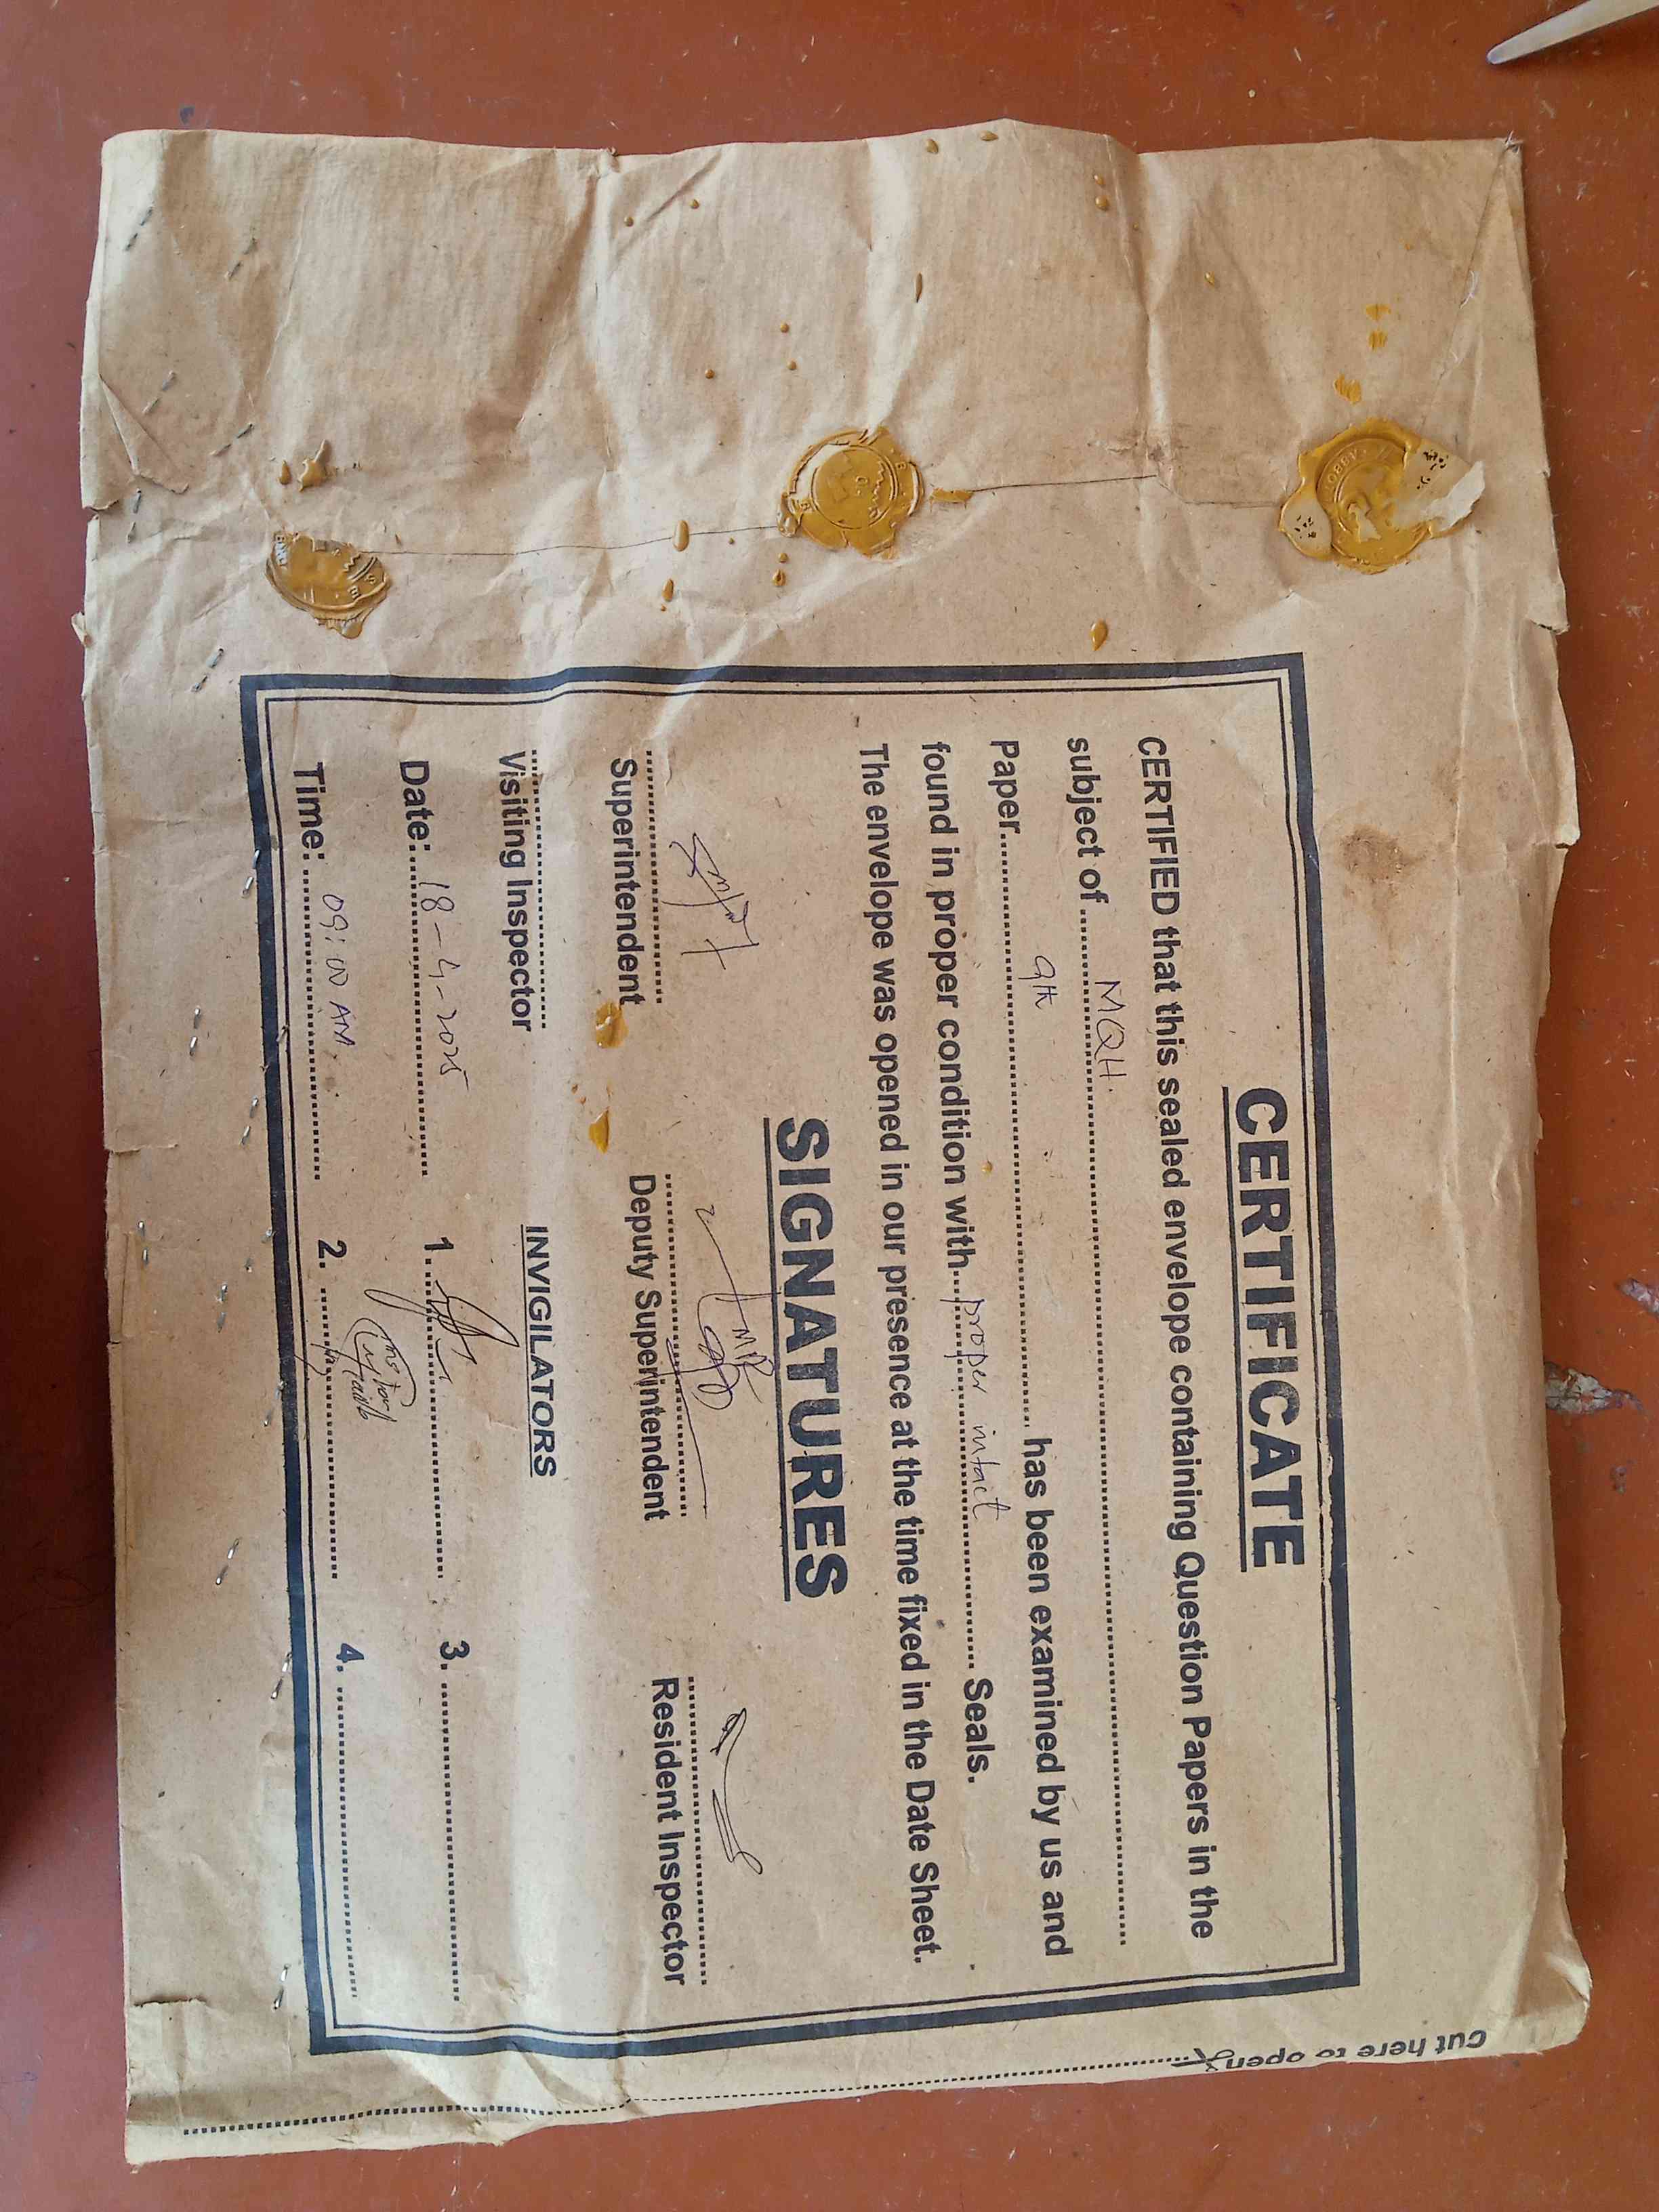 CERTIFICATE
CERTIFIED that this sealed envelope containing Question Papers in the
subject of MQH.
Paper 9th has been examined by us and
found in proper condition with proper intact Seals.
The envelope was opened in our presence at the time fixed in the Date Sheet.
SIGNATURES
Superintendent
Deputy Superintendent
Resident Inspector
Visiting Inspector
INVIGILATORS
Date: 18-4-2025
1.
3.
Time: 09:00 AM.
2.
4.
Cut here to open